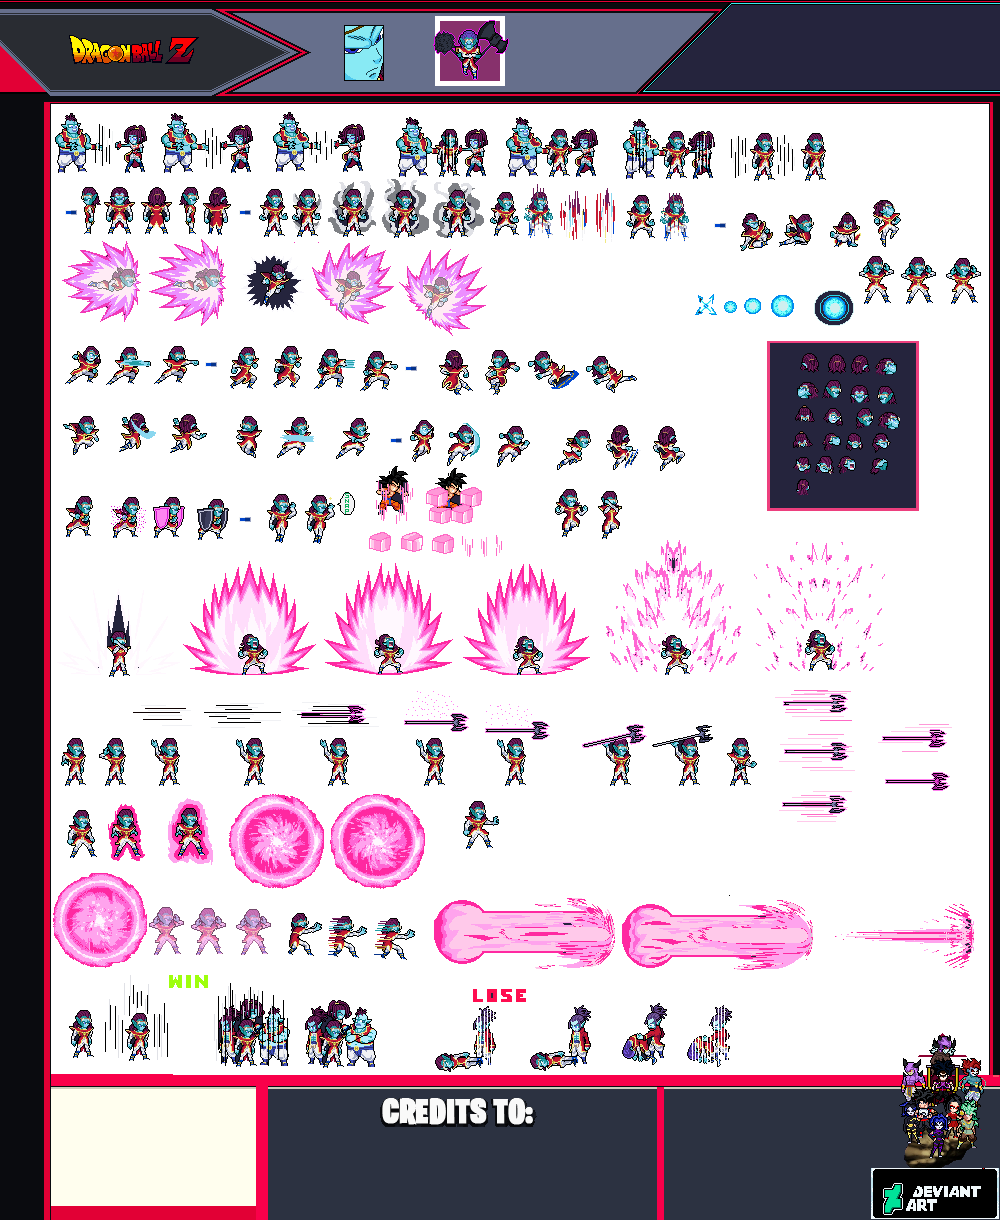 DRAGON BALL Z
WIN
LOSE
CREDITS TO:
DEVIANT
ART